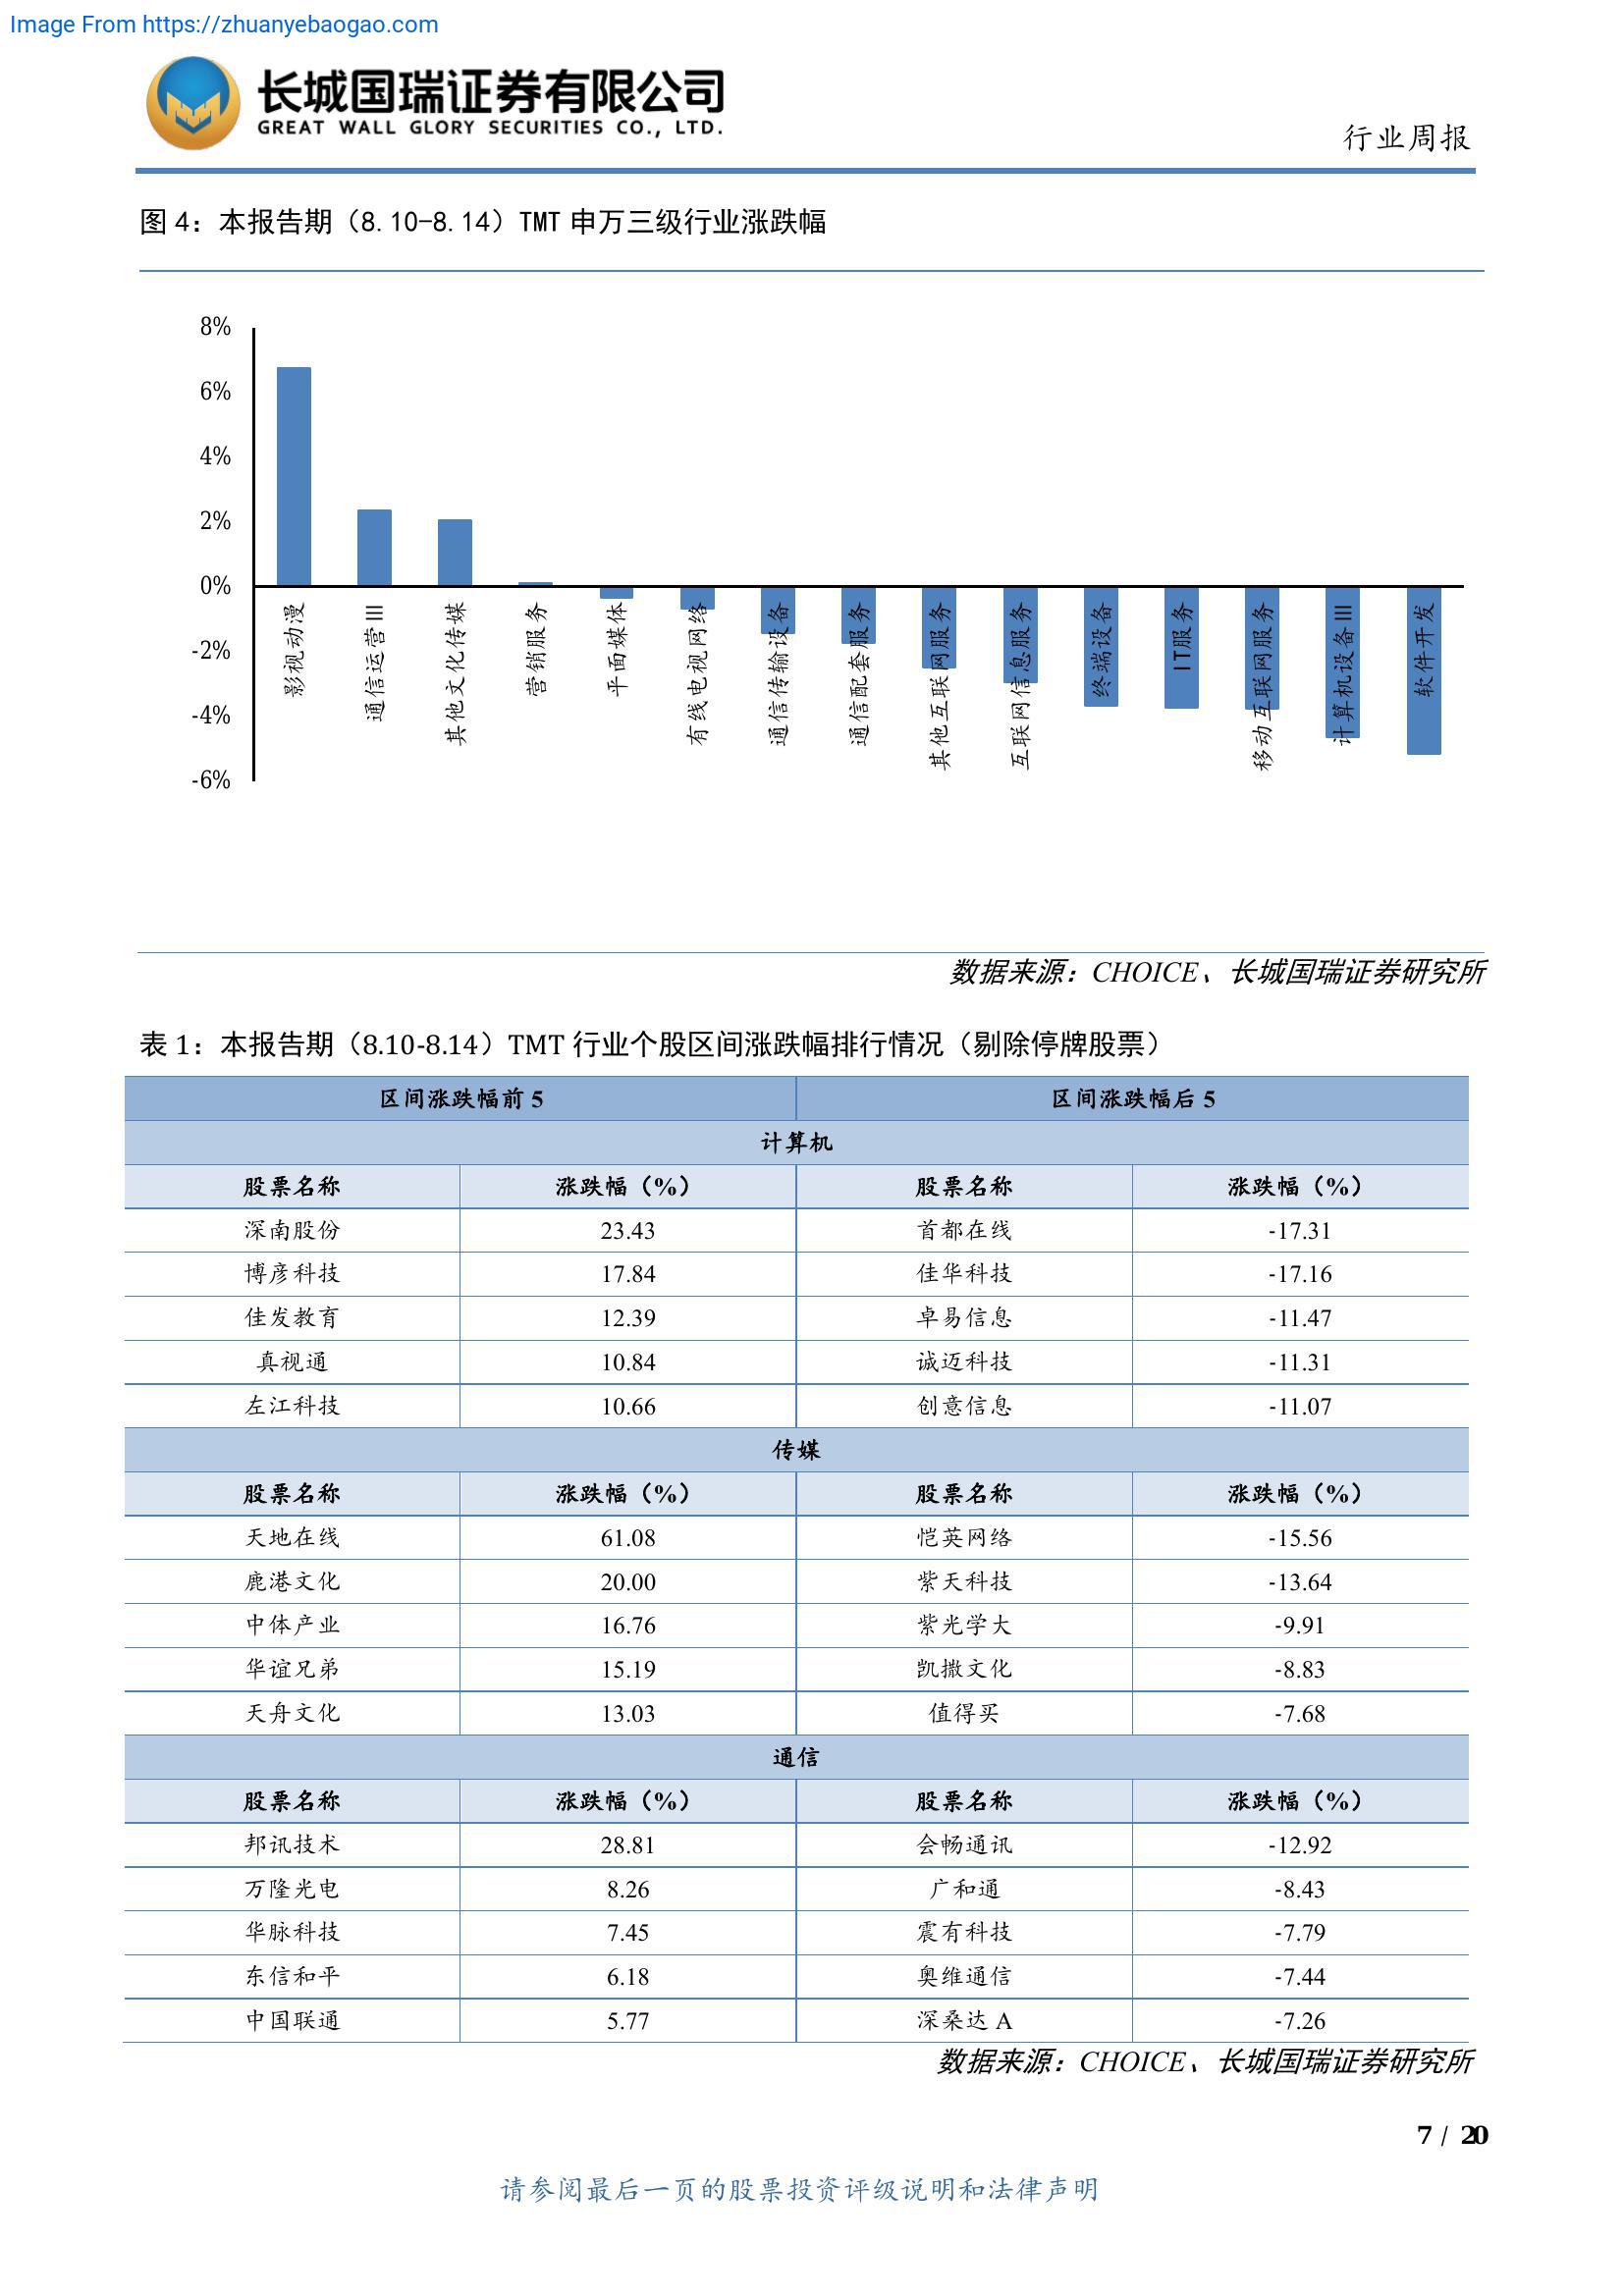 Image From https://zhuanyebaogao.com
长城国瑞证券有限公司
GREAT WALL GLORY SECURITIES CO., LTD.
行业周报
图 4：本报告期（8.10-8.14）TMT 申万三级行业涨跌幅
8%
6%
4%
2%
0%
-2%
-4%
-6%
影视动漫
通信运营Ⅲ
其他文化传媒
营销服务
平面媒体
有线电视网络
通信传输设备
通信配套服务
其他互联网服务
互联网信息服务
终端设备
IT服务
移动互联网服务
计算机设备Ⅲ
软件开发
数据来源：CHOICE、长城国瑞证券研究所
表 1：本报告期（8.10-8.14）TMT 行业个股区间涨跌幅排行情况（剔除停牌股票）
区间涨跌幅前 5 区间涨跌幅后 5
计算机
股票名称 涨跌幅（%） 股票名称 涨跌幅（%）
深南股份 23.43 首都在线 -17.31
博彦科技 17.84 佳华科技 -17.16
佳发教育 12.39 卓易信息 -11.47
真视通 10.84 诚迈科技 -11.31
左江科技 10.66 创意信息 -11.07
传媒
股票名称 涨跌幅（%） 股票名称 涨跌幅（%）
天地在线 61.08 恺英网络 -15.56
鹿港文化 20.00 紫天科技 -13.64
中体产业 16.76 紫光学大 -9.91
华谊兄弟 15.19 凯撒文化 -8.83
天舟文化 13.03 值得买 -7.68
通信
股票名称 涨跌幅（%） 股票名称 涨跌幅（%）
邦讯技术 28.81 会畅通讯 -12.92
万隆光电 8.26 广和通 -8.43
华脉科技 7.45 震有科技 -7.79
东信和平 6.18 奥维通信 -7.44
中国联通 5.77 深桑达 A -7.26
数据来源：CHOICE、长城国瑞证券研究所
7 / 20
请参阅最后一页的股票投资评级说明和法律声明